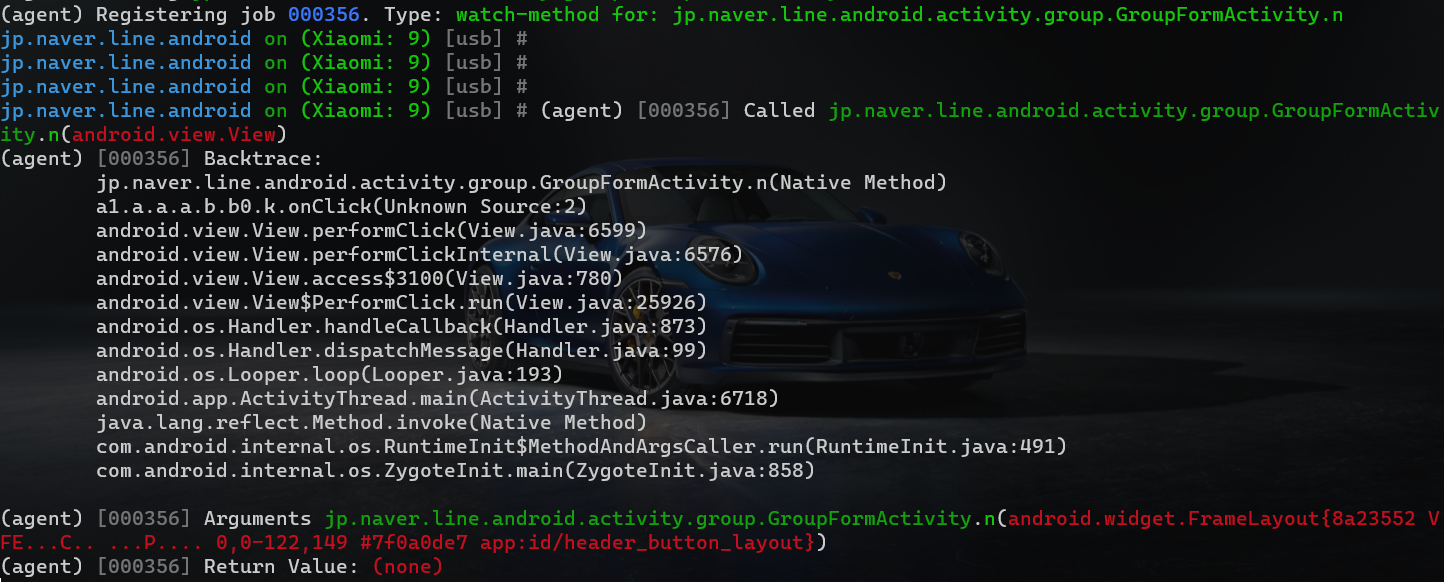 (agent) Registering job 000356. Type: watch-method for: jp.naver.line.android.activity.group.GroupFormActivity.n
jp.naver.line.android on (Xiaomi: 9) [usb] #
jp.naver.line.android on (Xiaomi: 9) [usb] #
jp.naver.line.android on (Xiaomi: 9) [usb] #
jp.naver.line.android on (Xiaomi: 9) [usb] # (agent) [000356] Called jp.naver.line.android.activity.group.GroupFormActiv
ity.n(android.view.View)
(agent) [000356] Backtrace:
jp.naver.line.android.activity.group.GroupFormActivity.n(Native Method)
a1.a.a.a.b.b0.k.onClick(Unknown Source:2)
android.view.View.performClick(View.java:6599)
android.view.View.performClickInternal(View.java:6576)
android.view.View.access$3100(View.java:780)
android.view.View$PerformClick.run(View.java:25926)
android.os.Handler.handleCallback(Handler.java:873)
android.os.Handler.dispatchMessage(Handler.java:99)
android.os.Looper.loop(Looper.java:193)
android.app.ActivityThread.main(ActivityThread.java:6718)
java.lang.reflect.Method.invoke(Native Method)
com.android.internal.os.RuntimeInit$MethodAndArgsCaller.run(RuntimeInit.java:491)
com.android.internal.os.ZygoteInit.main(ZygoteInit.java:858)
(agent) [000356] Arguments jp.naver.line.android.activity.group.GroupFormActivity.n(android.widget.FrameLayout{8a23552 V
FE...C.. ...P.... 0,0-122,149 #7f0a0de7 app:id/header_button_layout})
(agent) [000356] Return Value: (none)